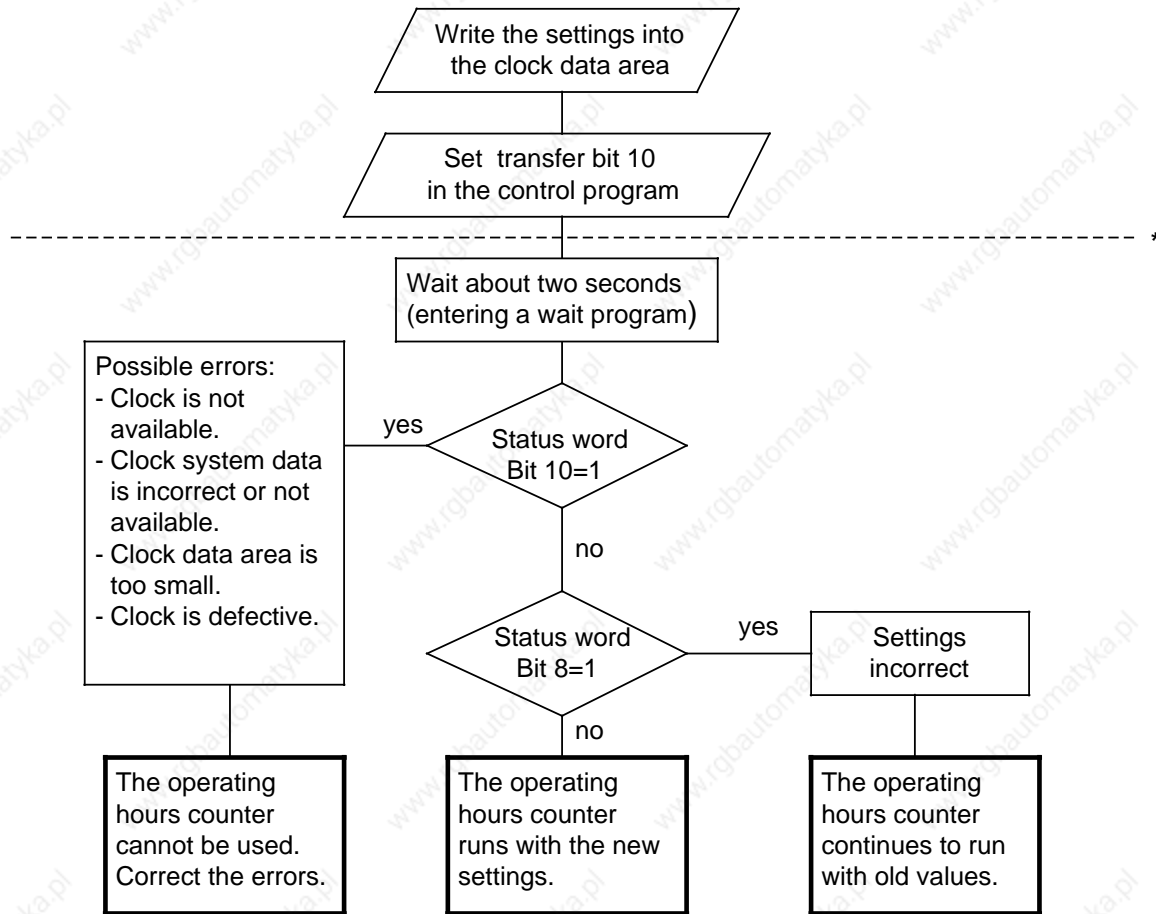 Write the settings into
the clock data area
Set transfer bit 10
in the control program
*
Wait about two seconds
(entering a wait program)
Possible errors:
- Clock is not
available.
- Clock system data
is incorrect or not
available.
- Clock data area is
too small.
- Clock is defective.
yes
Status word
Bit 10=1
no
Status word
Bit 8=1
yes
Settings
incorrect
no
The operating
hours counter
cannot be used.
Correct the errors.
The operating
hours counter
runs with the new
settings.
The operating
hours counter
continues to run
with old values.
www.rgbautomatyka.pl